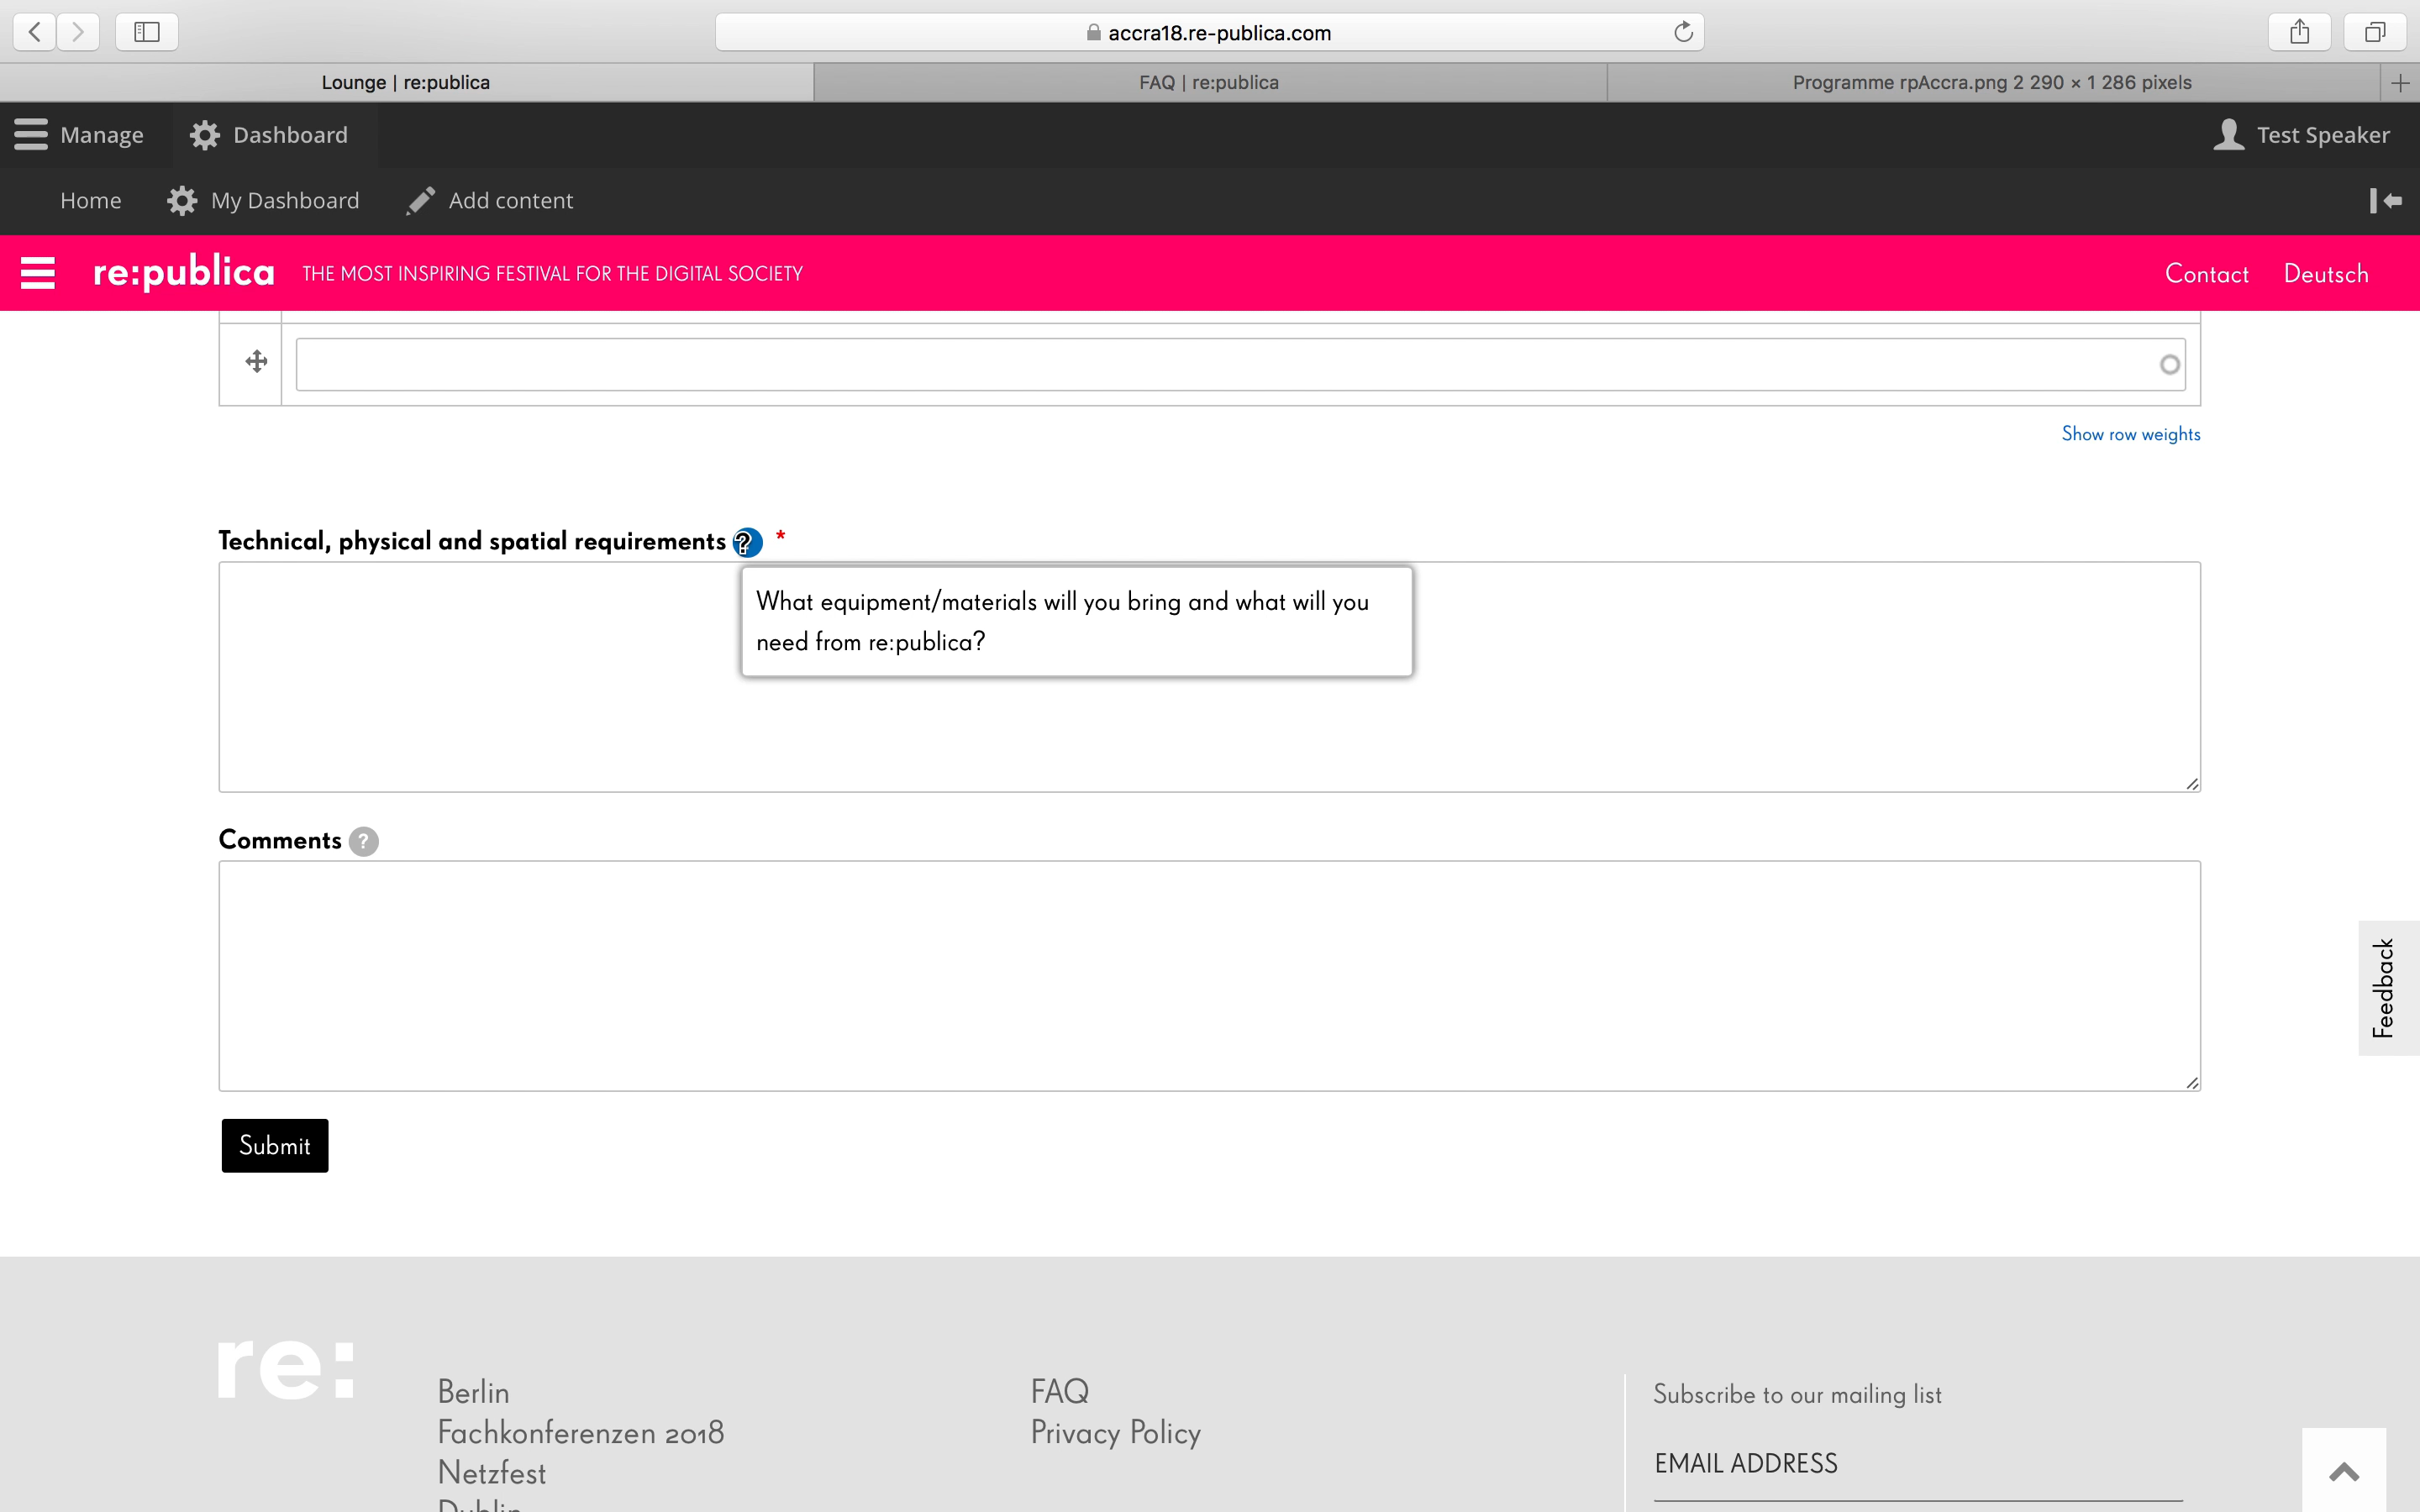 accra18.re-publica.com
Lounge | re:publica
FAQ | re:publica
Programme rpAccra.png 2 290 × 1 286 pixels
Manage
Dashboard
Test Speaker
Home
My Dashboard
Add content
re:publica
THE MOST INSPIRING FESTIVAL FOR THE DIGITAL SOCIETY
Contact
Deutsch
Show row weights
Technical, physical and spatial requirements ? *
What equipment/materials will you bring and what will you
need from re:publica?
Comments ?
Feedback
Submit
re:
Berlin
Fachkonferenzen 2018
Netzfest
Dublin
FAQ
Privacy Policy
Subscribe to our mailing list
EMAIL ADDRESS